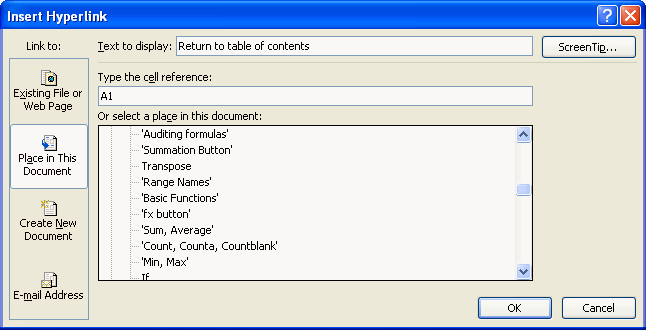 Insert Hyperlink
Link to:
Text to display: Return to table of contents
ScreenTip...
Existing File or
Web Page
Place in This
Document
Create New
Document
E-mail Address
Type the cell reference:
A1
Or select a place in this document:
'Auditing formulas'
'Summation Button'
Transpose
'Range Names'
'Basic Functions'
'fx button'
'Sum, Average'
'Count, Counta, Countblank'
'Min, Max'
If
OK
Cancel